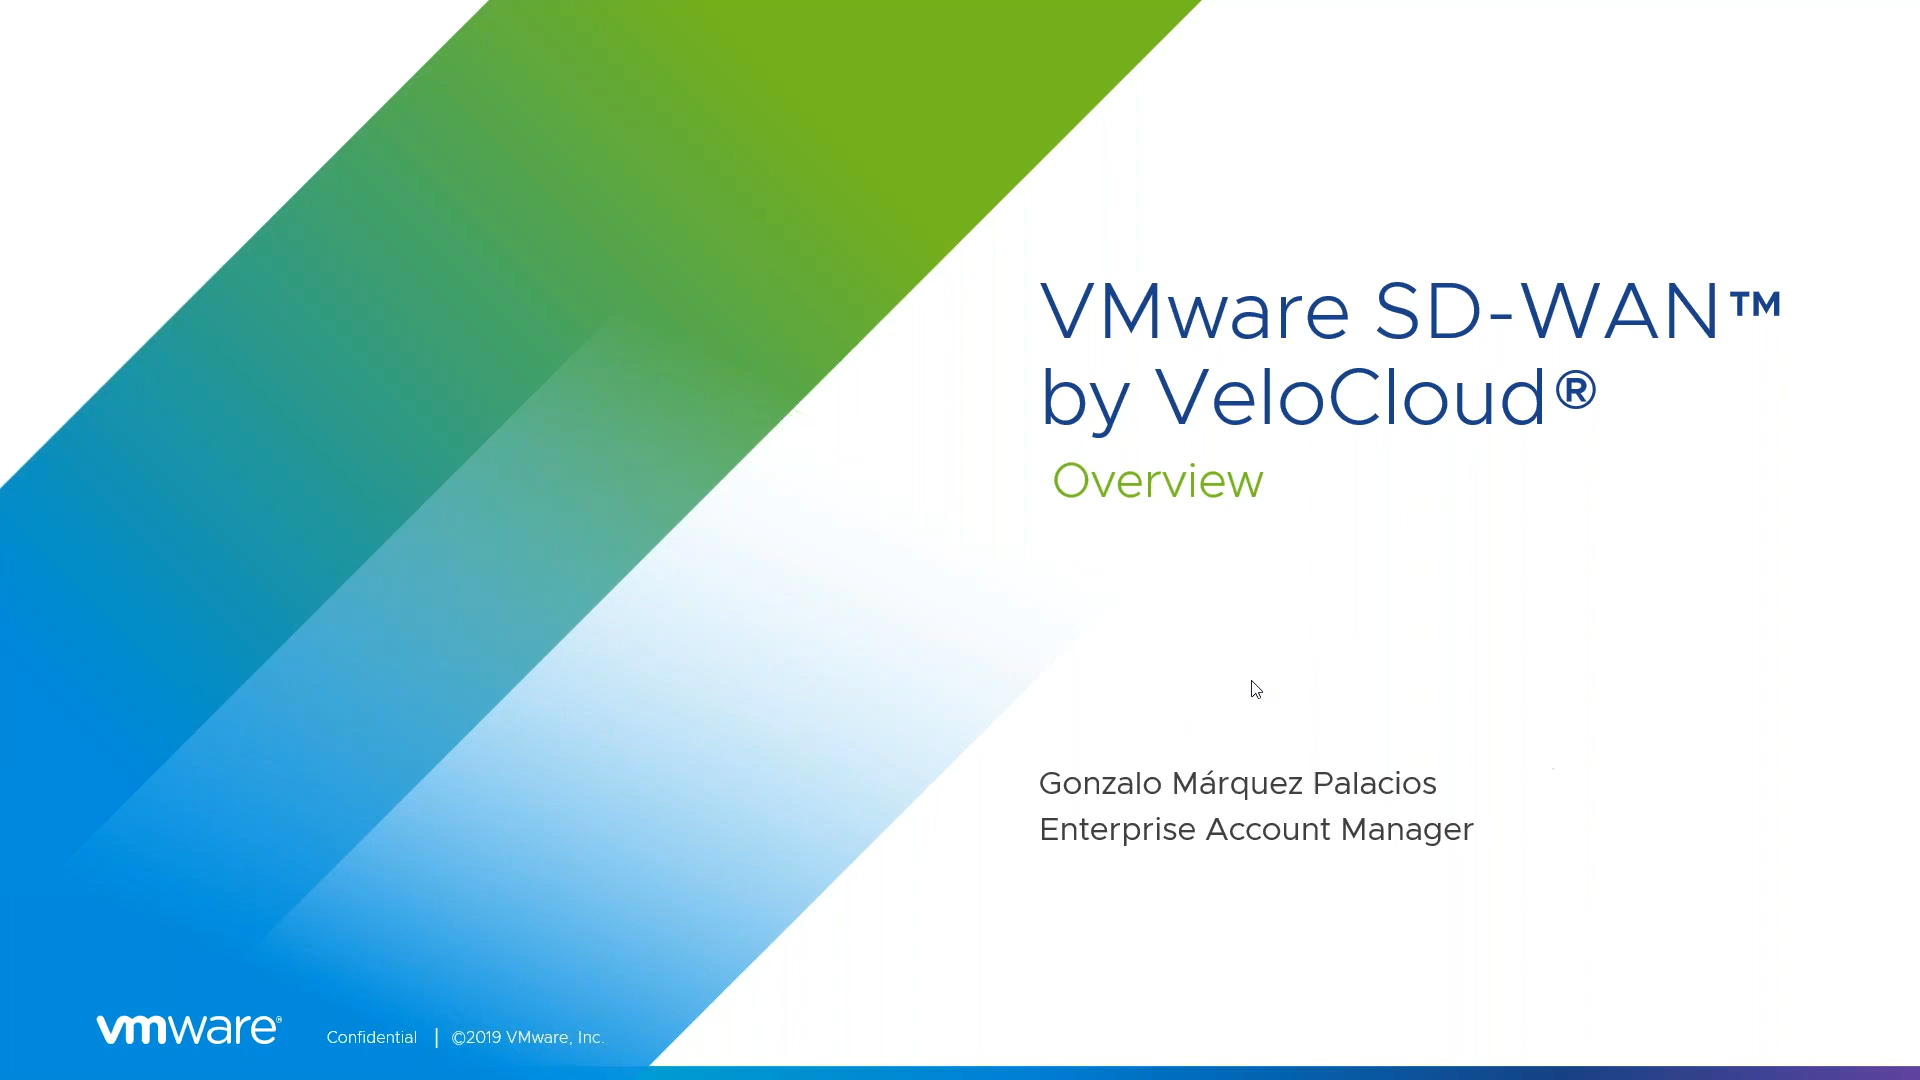 VMware SD-WAN™
by VeloCloud®
Overview
Gonzalo Márquez Palacios
Enterprise Account Manager
vmware®
Confidential | ©2019 VMware, Inc.